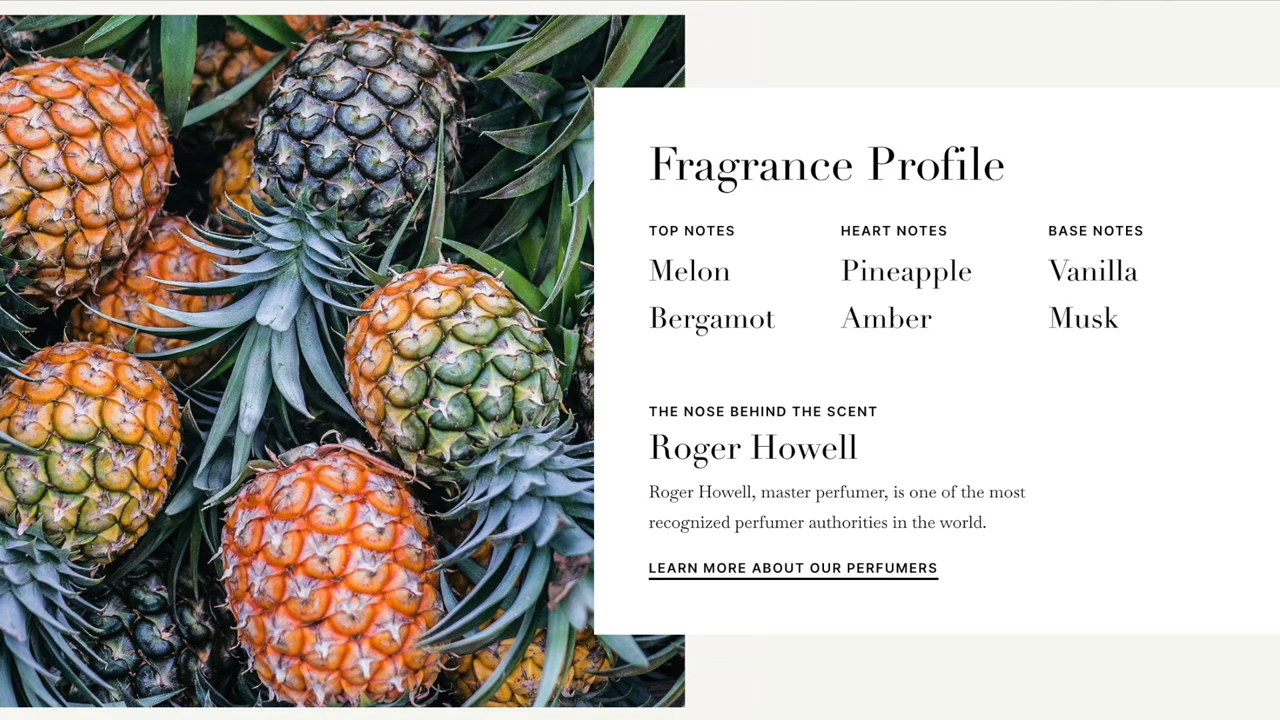 Fragrance Profile
TOP NOTES
Melon
Bergamot
HEART NOTES
Pineapple
Amber
BASE NOTES
Vanilla
Musk
THE NOSE BEHIND THE SCENT
Roger Howell
Roger Howell, master perfumer, is one of the most
recognized perfumer authorities in the world.
LEARN MORE ABOUT OUR PERFUMERS